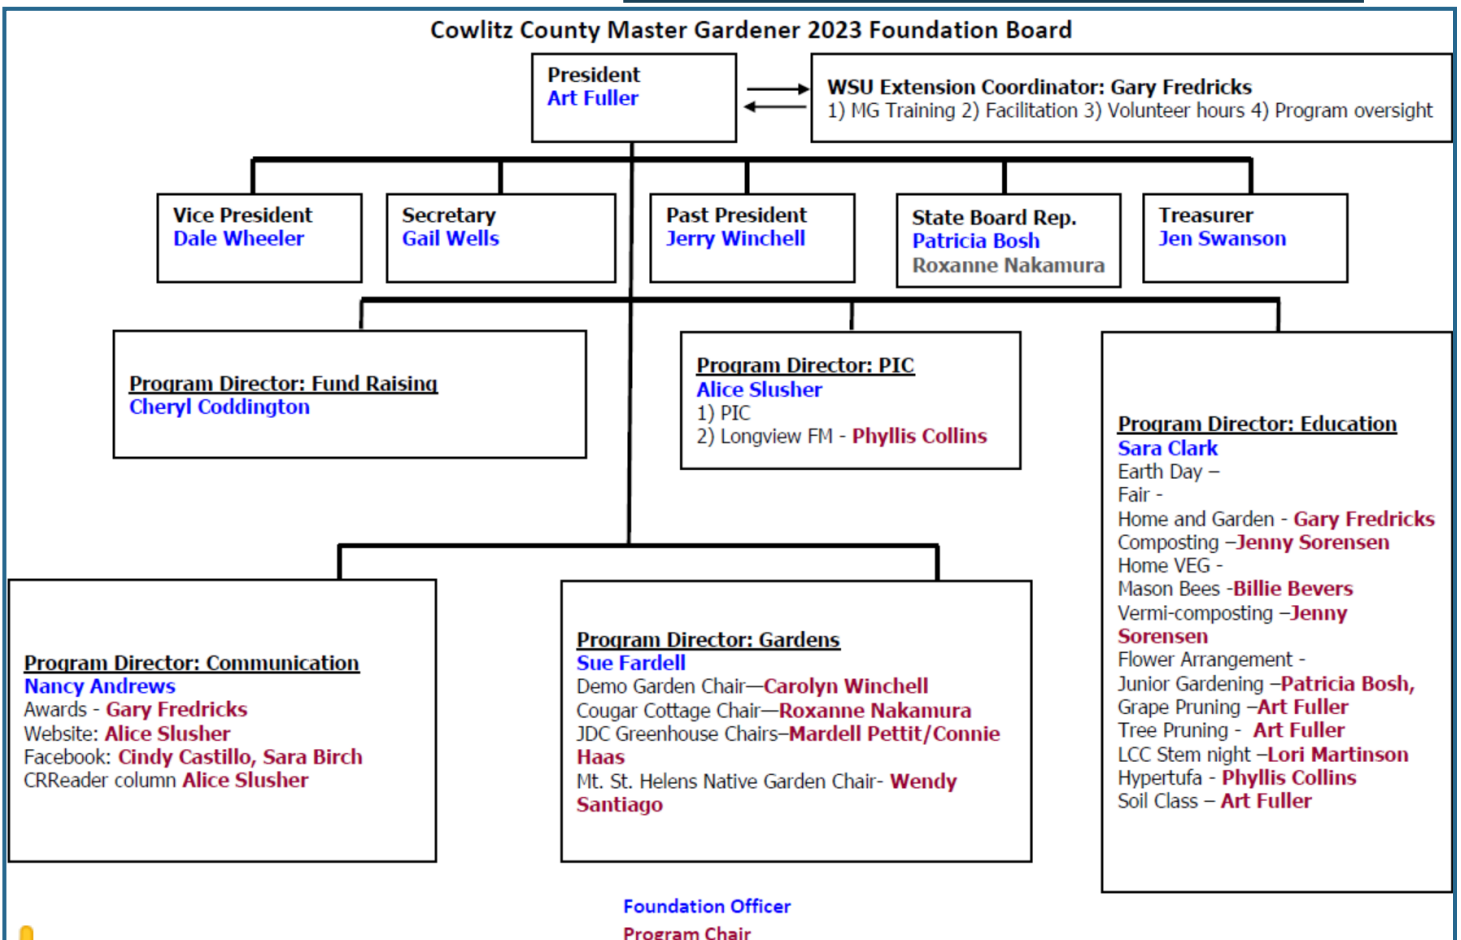 Cowlitz County Master Gardener 2023 Foundation Board
President
Art Fuller
WSU Extension Coordinator: Gary Fredricks
1) MG Training 2) Facilitation 3) Volunteer hours 4) Program oversight
Vice President
Dale Wheeler
Secretary
Gail Wells
Past President
Jerry Winchell
State Board Rep.
Patricia Bosh
Roxanne Nakamura
Treasurer
Jen Swanson
Program Director: Fund Raising
Cheryl Coddington
Program Director: PIC
Alice Slusher
1) PIC
2) Longview FM - Phyllis Collins
Program Director: Education
Sara Clark
Earth Day –
Fair -
Home and Garden - Gary Fredricks
Composting –Jenny Sorensen
Home VEG -
Mason Bees -Billie Bevers
Vermi-composting –Jenny
Sorensen
Flower Arrangement -
Junior Gardening –Patricia Bosh,
Grape Pruning –Art Fuller
Tree Pruning - Art Fuller
LCC Stem night –Lori Martinson
Hypertufa - Phyllis Collins
Soil Class – Art Fuller
Program Director: Communication
Nancy Andrews
Awards - Gary Fredricks
Website: Alice Slusher
Facebook: Cindy Castillo, Sara Birch
CRReader column Alice Slusher
Program Director: Gardens
Sue Fardell
Demo Garden Chair—Carolyn Winchell
Cougar Cottage Chair—Roxanne Nakamura
JDC Greenhouse Chairs–Mardell Pettit/Connie
Haas
Mt. St. Helens Native Garden Chair- Wendy
Santiago
Foundation Officer
Program Chair